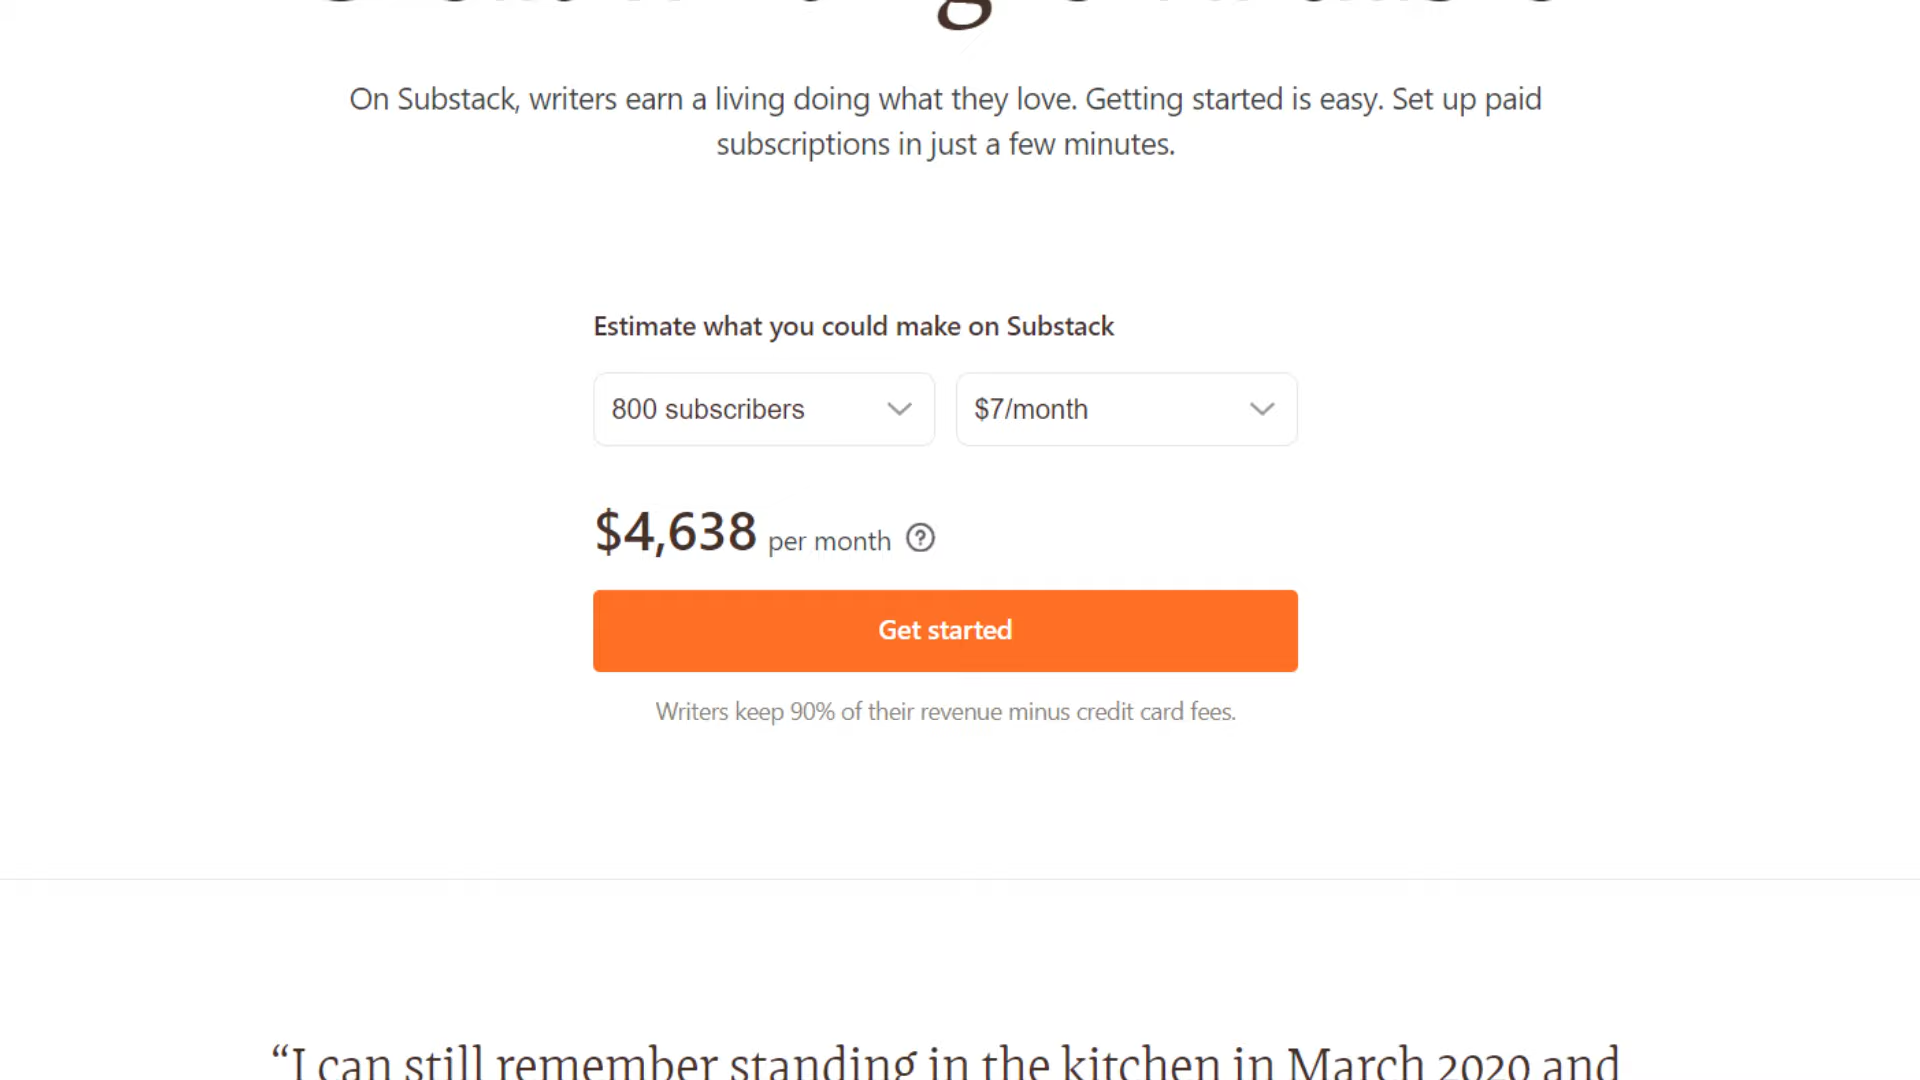 On Substack, writers earn a living doing what they love. Getting started is easy. Set up paid
subscriptions in just a few minutes.
Estimate what you could make on Substack
800 subscribers
$7/month
$4,638 per month
Get started
Writers keep 90% of their revenue minus credit card fees.
“I can still remember standing in the kitchen in March 2020 and